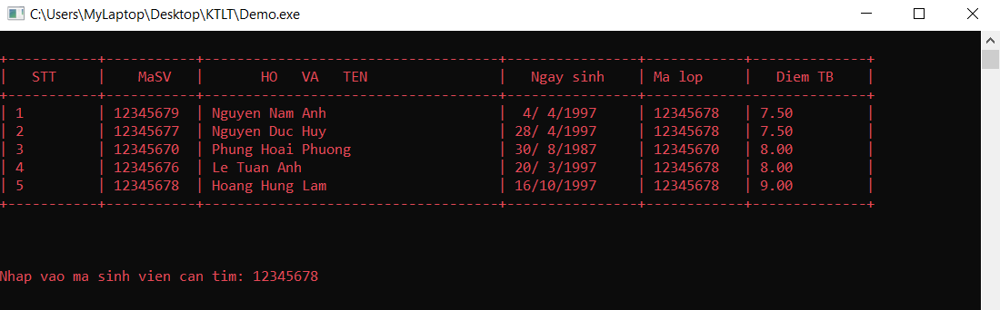 C:\Users\MyLaptop\Desktop\KTLT\Demo.exe
+-----------+-----------+------------------------------------+----------------+------------+--------------+
|   STT     |    MaSV   |       HO   VA   TEN                |   Ngay sinh    | Ma lop     |   Diem TB    |
+-----------+-----------+------------------------------------+----------------+------------+--------------+
| 1         | 12345679  | Nguyen Nam Anh                     |  4/ 4/1997     | 12345678   | 7.50         |
| 2         | 12345677  | Nguyen Duc Huy                     | 28/ 4/1997     | 12345678   | 7.50         |
| 3         | 12345670  | Phung Hoai Phuong                  | 30/ 8/1987     | 12345670   | 8.00         |
| 4         | 12345676  | Le Tuan Anh                        | 20/ 3/1997     | 12345678   | 8.00         |
| 5         | 12345678  | Hoang Hung Lam                     | 16/10/1997     | 12345678   | 9.00         |
+-----------+-----------+------------------------------------+----------------+------------+--------------+
Nhap vao ma sinh vien can tim: 12345678